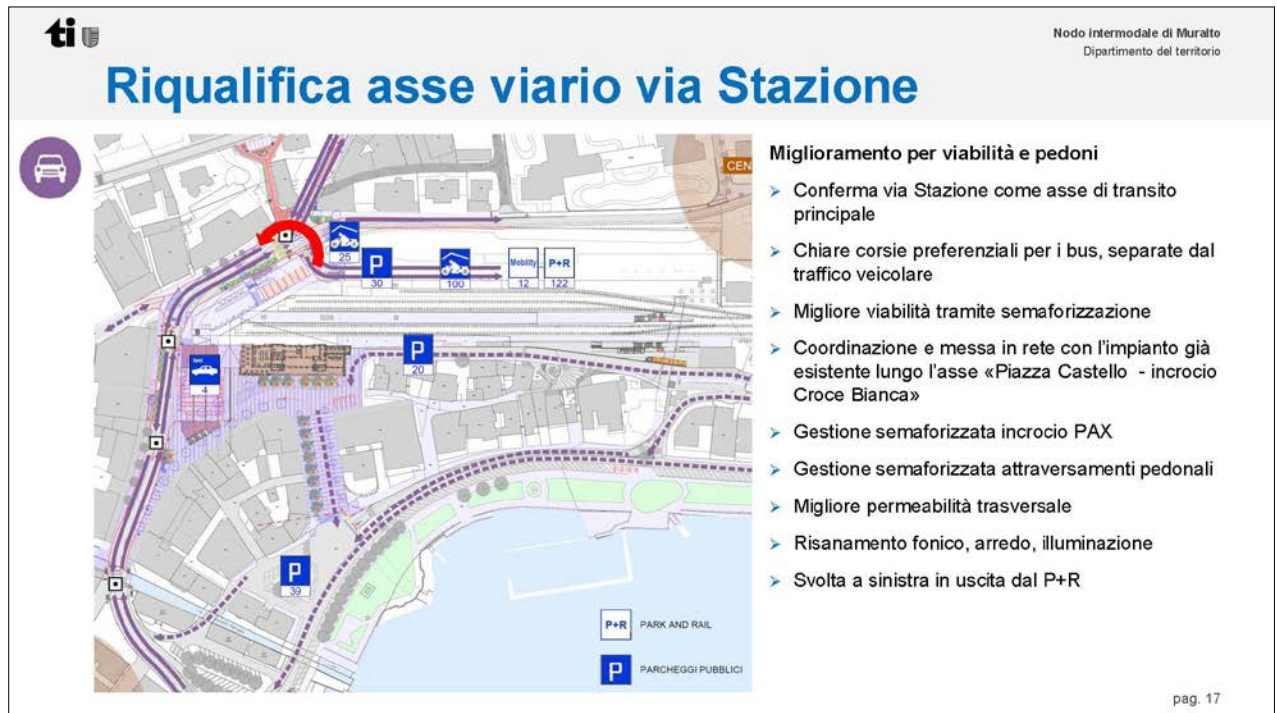 ti
Nodo intermodale di Muralto
Dipartimento del territorio
Riqualifica asse viario via Stazione
CEN
25
P
30
100
Mobility
12
P+R
122
P
20
taxi
4
P
39
P+R PARK AND RAIL
P PARCHEGGI PUBBLICI
Miglioramento per viabilità e pedoni
Conferma via Stazione come asse di transito
principale
Chiare corsie preferenziali per i bus, separate dal
traffico veicolare
Migliore viabilità tramite semaforizzazione
Coordinazione e messa in rete con l'impianto già
esistente lungo l'asse «Piazza Castello - incrocio
Croce Bianca»
Gestione semaforizzata incrocio PAX
Gestione semaforizzata attraversamenti pedonali
Migliore permeabilità trasversale
Risanamento fonico, arredo, illuminazione
Svolta a sinistra in uscita dal P+R
pag. 17